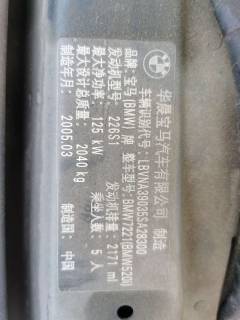 华晨宝马汽车有限公司 制造
车辆识别代号：LBVNA39035SA28300
品牌：宝马(BMW)牌 整车型号：BMW7221(BMW520i)
发动机型号：226S1 发动机排量：2171 ml
最大净功率：125 kW 乘坐人数：5 人
最大设计总质量：2040 kg
制造年月：2005.03 制造国：中国